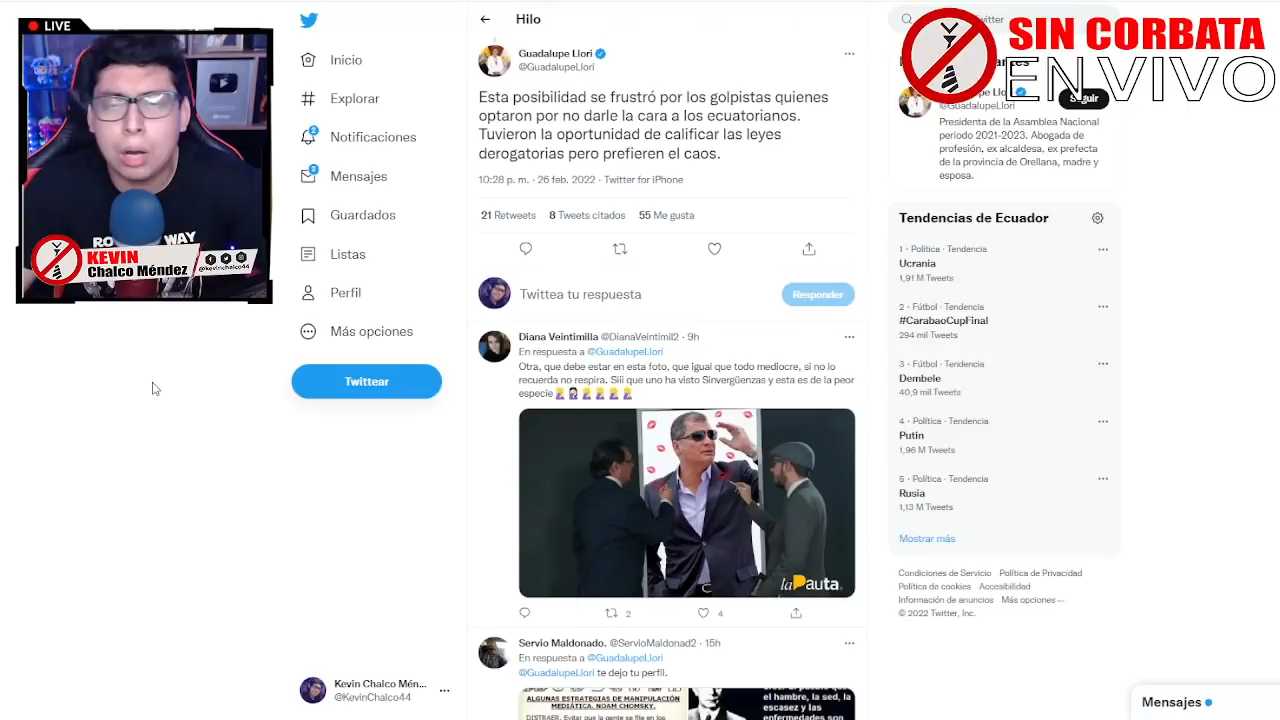 LIVE
RO WAY
KEVIN
Chalco Méndez
@kevinchalco44
Inicio
Explorar
2
Notificaciones
2
Mensajes
Guardados
Listas
Perfil
Más opciones
Twittear
Kevin Chalco Mén...
@KevinChalco44
Hilo
Guadalupe Llori
@GuadalupeLlori
Esta posibilidad se frustró por los golpistas quienes
optaron por no darle la cara a los ecuatorianos.
Tuvieron la oportunidad de calificar las leyes
derogatorias pero prefieren el caos.
10:28 p. m. · 26 feb. 2022 · Twitter for iPhone
21 Retweets 8 Tweets citados 55 Me gusta
Twittea tu respuesta
Responder
Diana Veintimilla @DianaVeintimil2 · 9h
En respuesta a @GuadalupeLlori
Otra, que debe estar en esta foto, que igual que todo mediocre, si no lo
recuerda no respira. Siii que uno ha visto Sinvergüenzas y esta es de la peor
especie
laPauta.
2 4
Servio Maldonado. @ServioMaldonad2 · 15h
En respuesta a @GuadalupeLlori
@GuadalupeLlori te dejo tu perfil.
ALGUNAS ESTRATEGIAS DE MANIPULACIÓN
MEDIÁTICA. NOAM CHOMSKY.
DISTRAER. Evitar que la gente se fije en los
el hambre, la sed, la
escasez y las
enfermedades son
SIN CORBATA
EN VIVO
Seguir
@GuadalupeLlori
Presidenta de la Asamblea Nacional
periodo 2021-2023. Abogada de
profesión, ex alcaldesa, ex prefecta
de la provincia de Orellana, madre y
esposa.
Tendencias de Ecuador
1 · Política · Tendencia
Ucrania
1,91 M Tweets
2 · Fútbol · Tendencia
#CarabaoCupFinal
294 mil Tweets
3 · Fútbol · Tendencia
Dembele
40,9 mil Tweets
4 · Política · Tendencia
Putin
1,96 M Tweets
5 · Política · Tendencia
Rusia
1,13 M Tweets
Mostrar más
Condiciones de Servicio Política de Privacidad
Política de cookies Accesibilidad
Información de anuncios Más opciones ···
© 2022 Twitter, Inc.
Mensajes